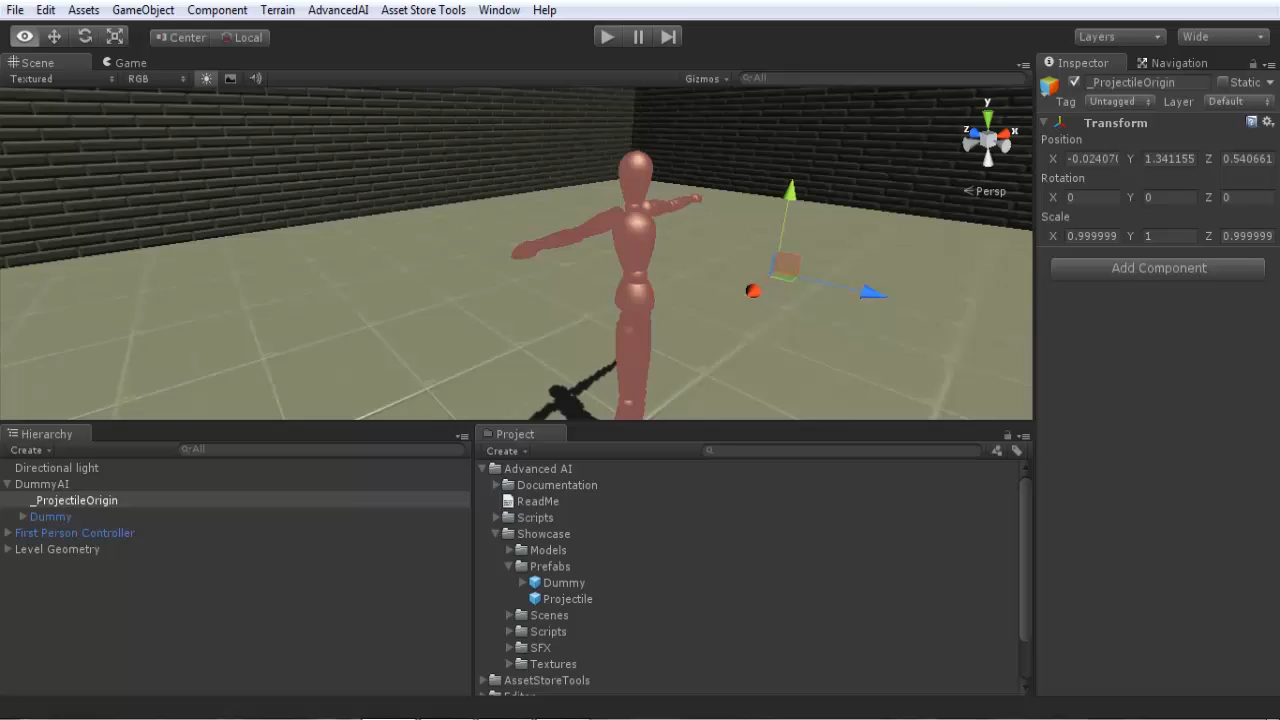 File Edit Assets GameObject Component Terrain AdvancedAI Asset Store Tools Window Help
Center Local Layers Wide
Scene Game Inspector Navigation
Textured RGB Gizmos All
_ProjectileOrigin Static
Tag Untagged Layer Default
Transform
Position
X -0.02407 Y 1.341155 Z 0.540661
Rotation
X 0 Y 0 Z 0
Scale
X 0.999999 Y 1 Z 0.999999
Add Component
y
z x
Persp
Hierarchy
Create All
Directional light
DummyAI
_ProjectileOrigin
Dummy
First Person Controller
Level Geometry
Project
Create
Advanced AI
Documentation
ReadMe
Scripts
Showcase
Models
Prefabs
Dummy
Projectile
Scenes
Scripts
SFX
Textures
AssetStoreTools